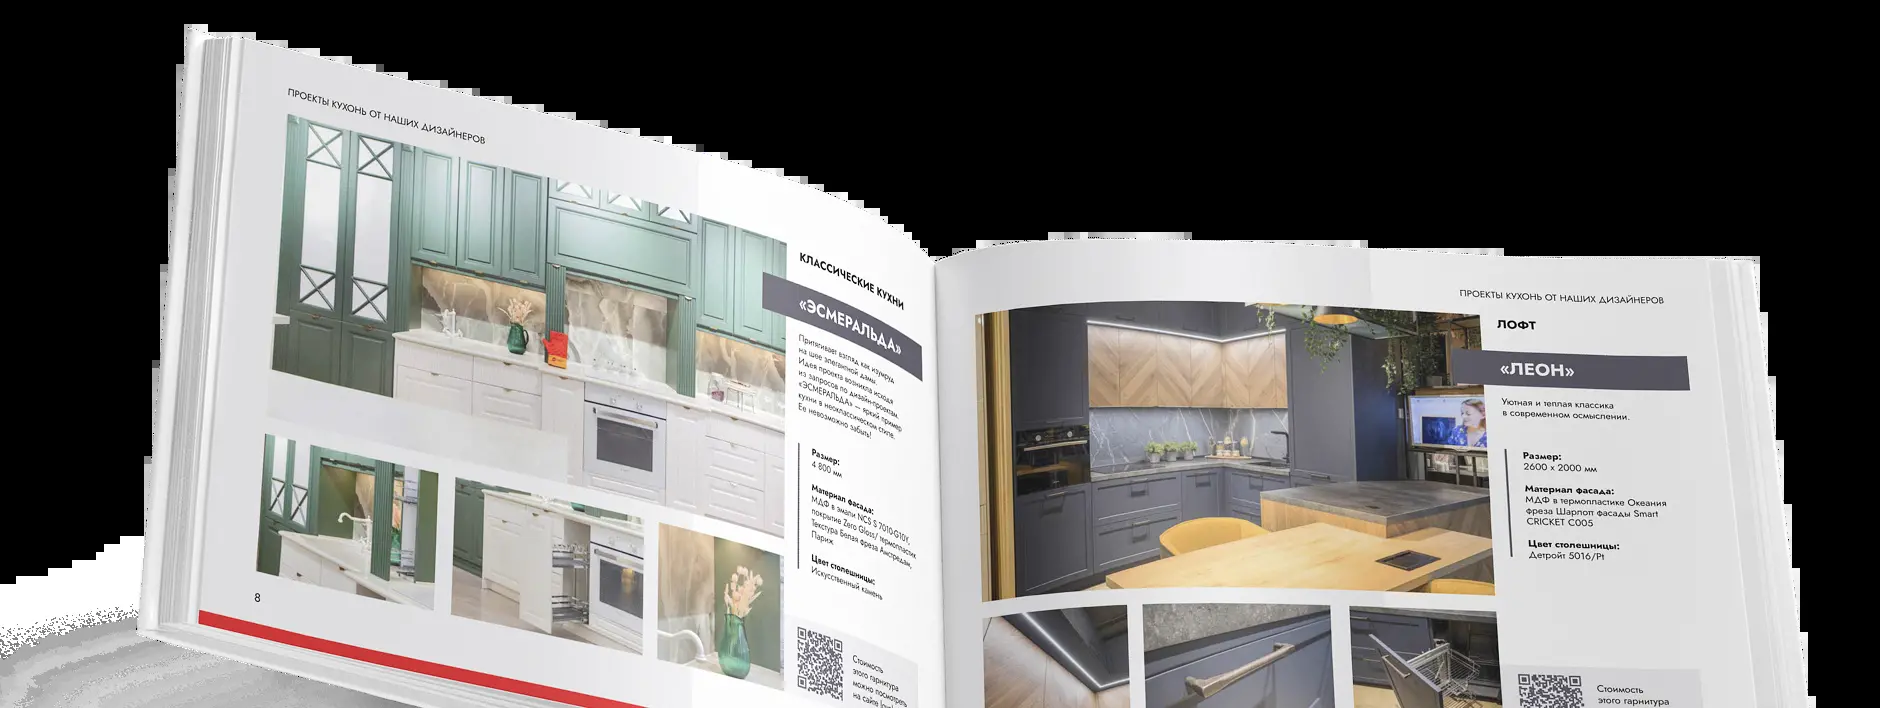 ПРОЕКТЫ КУХОНЬ ОТ НАШИХ ДИЗАЙНЕРОВ
КЛАССИЧЕСКИЕ КУХНИ
«ЭСМЕРАЛЬДА»
Притягивает взгляд как изумруд
на шее элегантной дамы.
Идея проекта возникла исходя
из запросов по дизайн-проектам.
«ЭСМЕРАЛЬДА» — яркий пример
кухни в неоклассическом стиле.
Ее невозможно забыть!
Размер:
4 800 мм
Материал фасада:
МДФ в эмали NCS S 7010-G10Y,
покрытие Zero Gloss/ термопластик
Текстура Белая фреза Амстредам,
Париж
Цвет столешницы:
Искусственный камень
Стоимость
этого гарнитура
можно посмотреть
на сайте
8
ПРОЕКТЫ КУХОНЬ ОТ НАШИХ ДИЗАЙНЕРОВ
ЛОФТ
«ЛЕОН»
Уютная и теплая классика
в современном осмыслении.
Размер:
2600 х 2000 мм
Материал фасада:
МДФ в термопластике Океания
фреза Шарлот фасады Smart
CRICKET C005
Цвет столешницы:
Детройт 5016/Pt
Стоимость
этого гарнитура